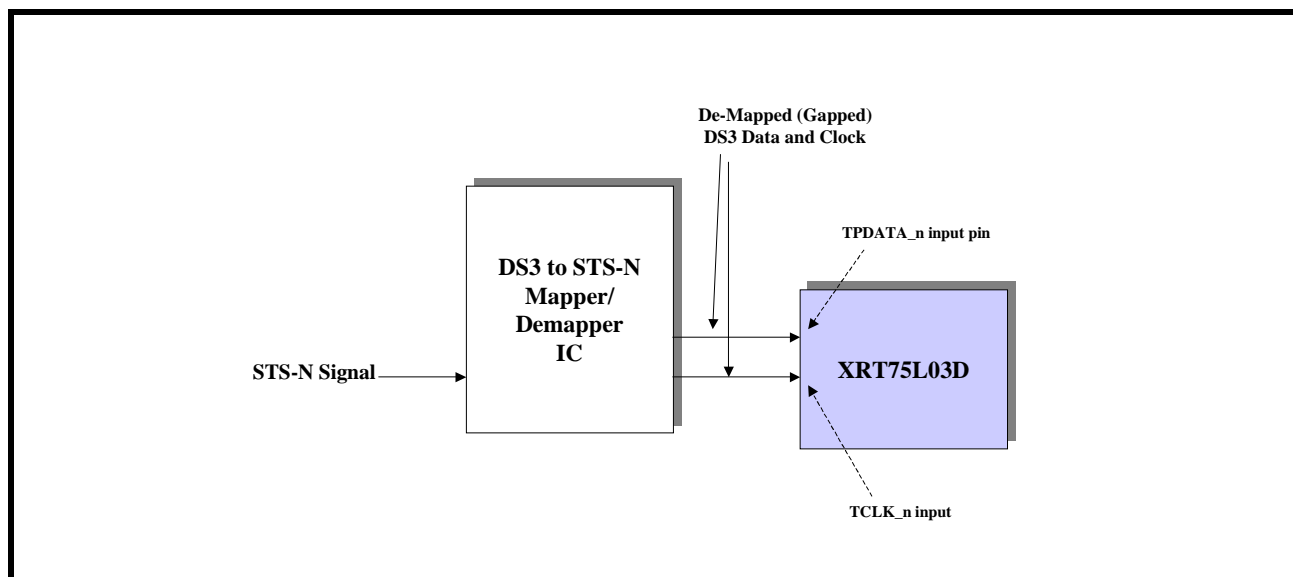 De-Mapped (Gapped)
DS3 Data and Clock
TPDATA_n input pin
DS3 to STS-N
Mapper/
Demapper
IC
STS-N Signal
XRT75L03D
TCLK_n input